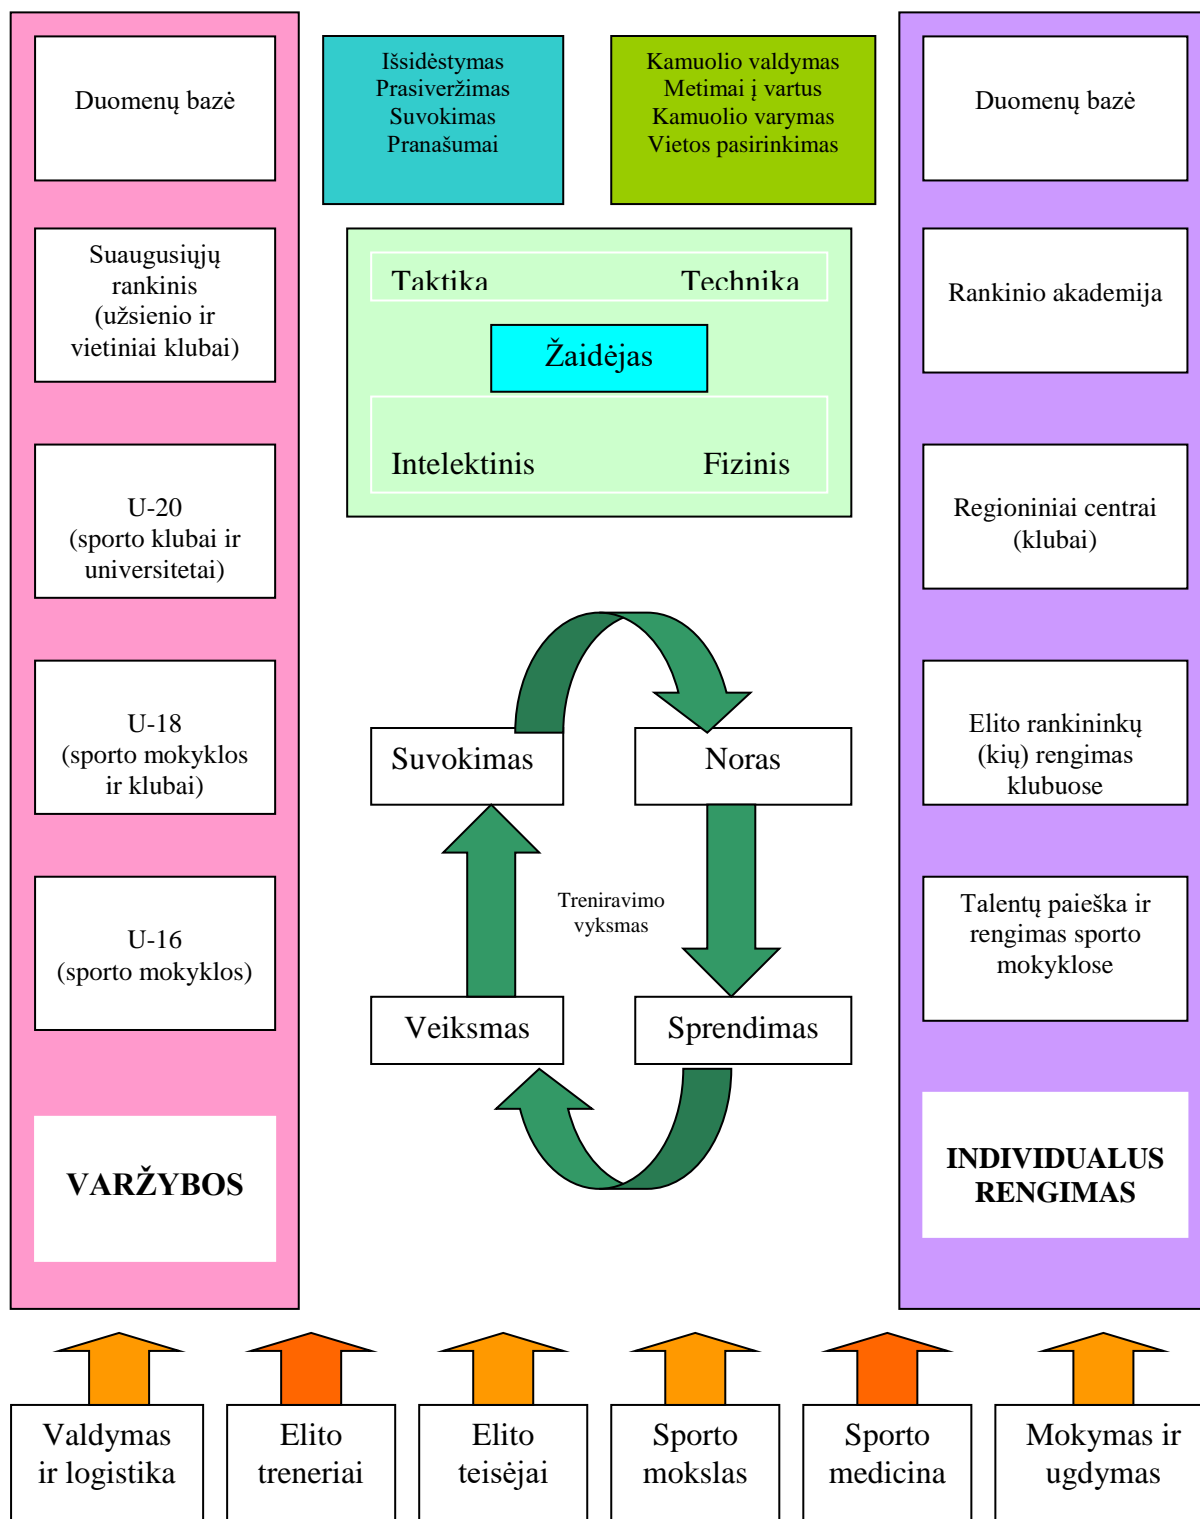 Duomenų bazė
Išsidėstymas
Prasiveržimas
Suvokimas
Pranašumai
Kamuolio valdymas
Metimai į vartus
Kamuolio varymas
Vietos pasirinkimas
Duomenų bazė
Suaugusiųjų
rankinis
(užsienio ir
vietiniai klubai)
Taktika Technika
Žaidėjas
Intelektinis Fizinis
Rankinio akademija
U-20
(sporto klubai ir
universitetai)
Regioniniai centrai
(klubai)
U-18
(sporto mokyklos
ir klubai)
Suvokimas
Noras
Elito rankininkų
(kių) rengimas
klubuose
U-16
(sporto mokyklos)
Treniravimo
vyksmas
Talentų paieška ir
rengimas sporto
mokyklose
Veiksmas
Sprendimas
VARŽYBOS
INDIVIDUALUS
RENGIMAS
Valdymas
ir logistika
Elito
treneriai
Elito
teisėjai
Sporto
mokslas
Sporto
medicina
Mokymas ir
ugdymas